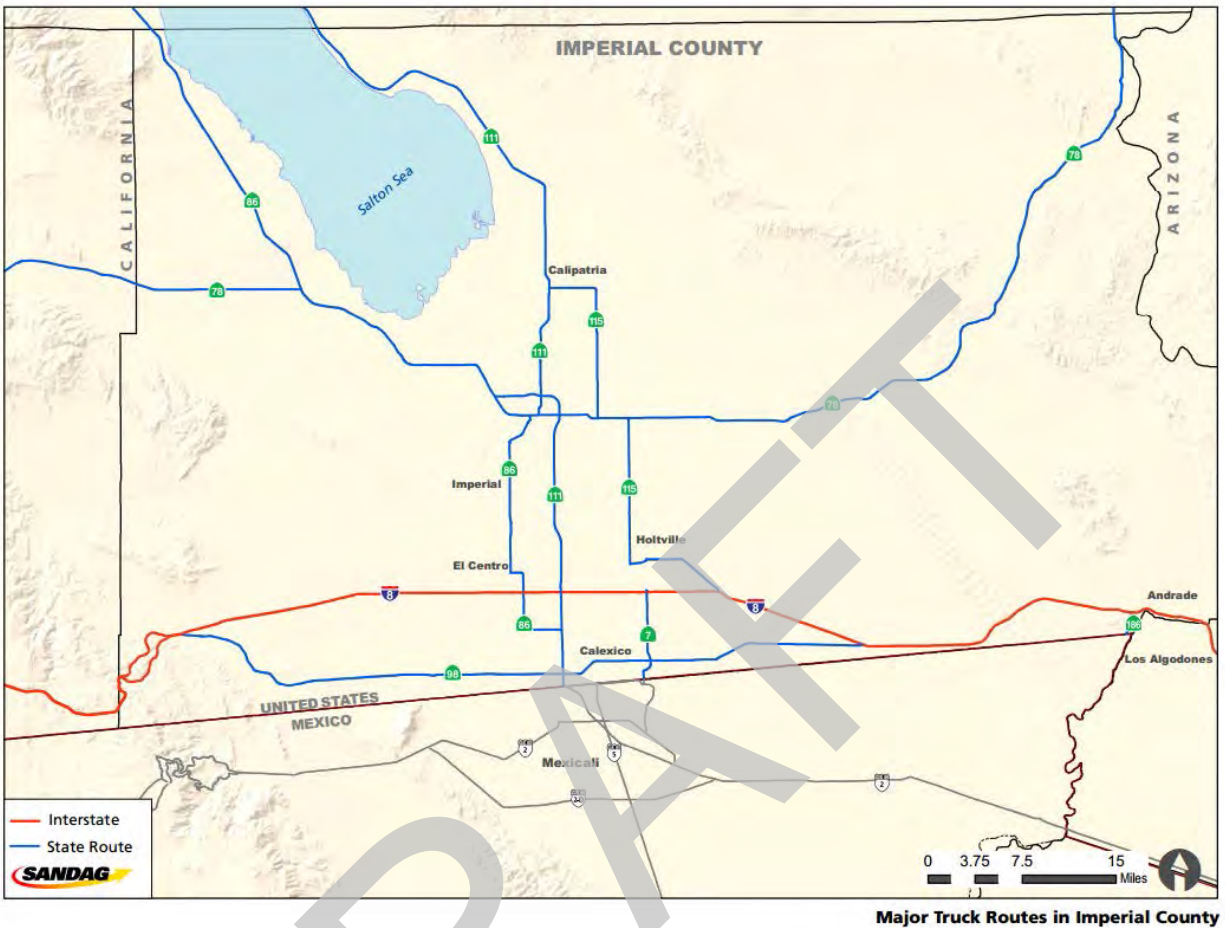 IMPERIAL COUNTY
CALIFORNIA
ARIZONA
111
78
86
Salton Sea
Calipatria
78
115
111
78
86
Imperial
111
115
Holtville
El Centro
8
8
Andrade
86
7
186
Calexico
Los Algodones
98
UNITED STATES
MEXICO
2
5
Mexicali
2
Interstate
State Route
SANDAG
0 3.75 7.5 15
Miles
DRAFT
Major Truck Routes in Imperial County